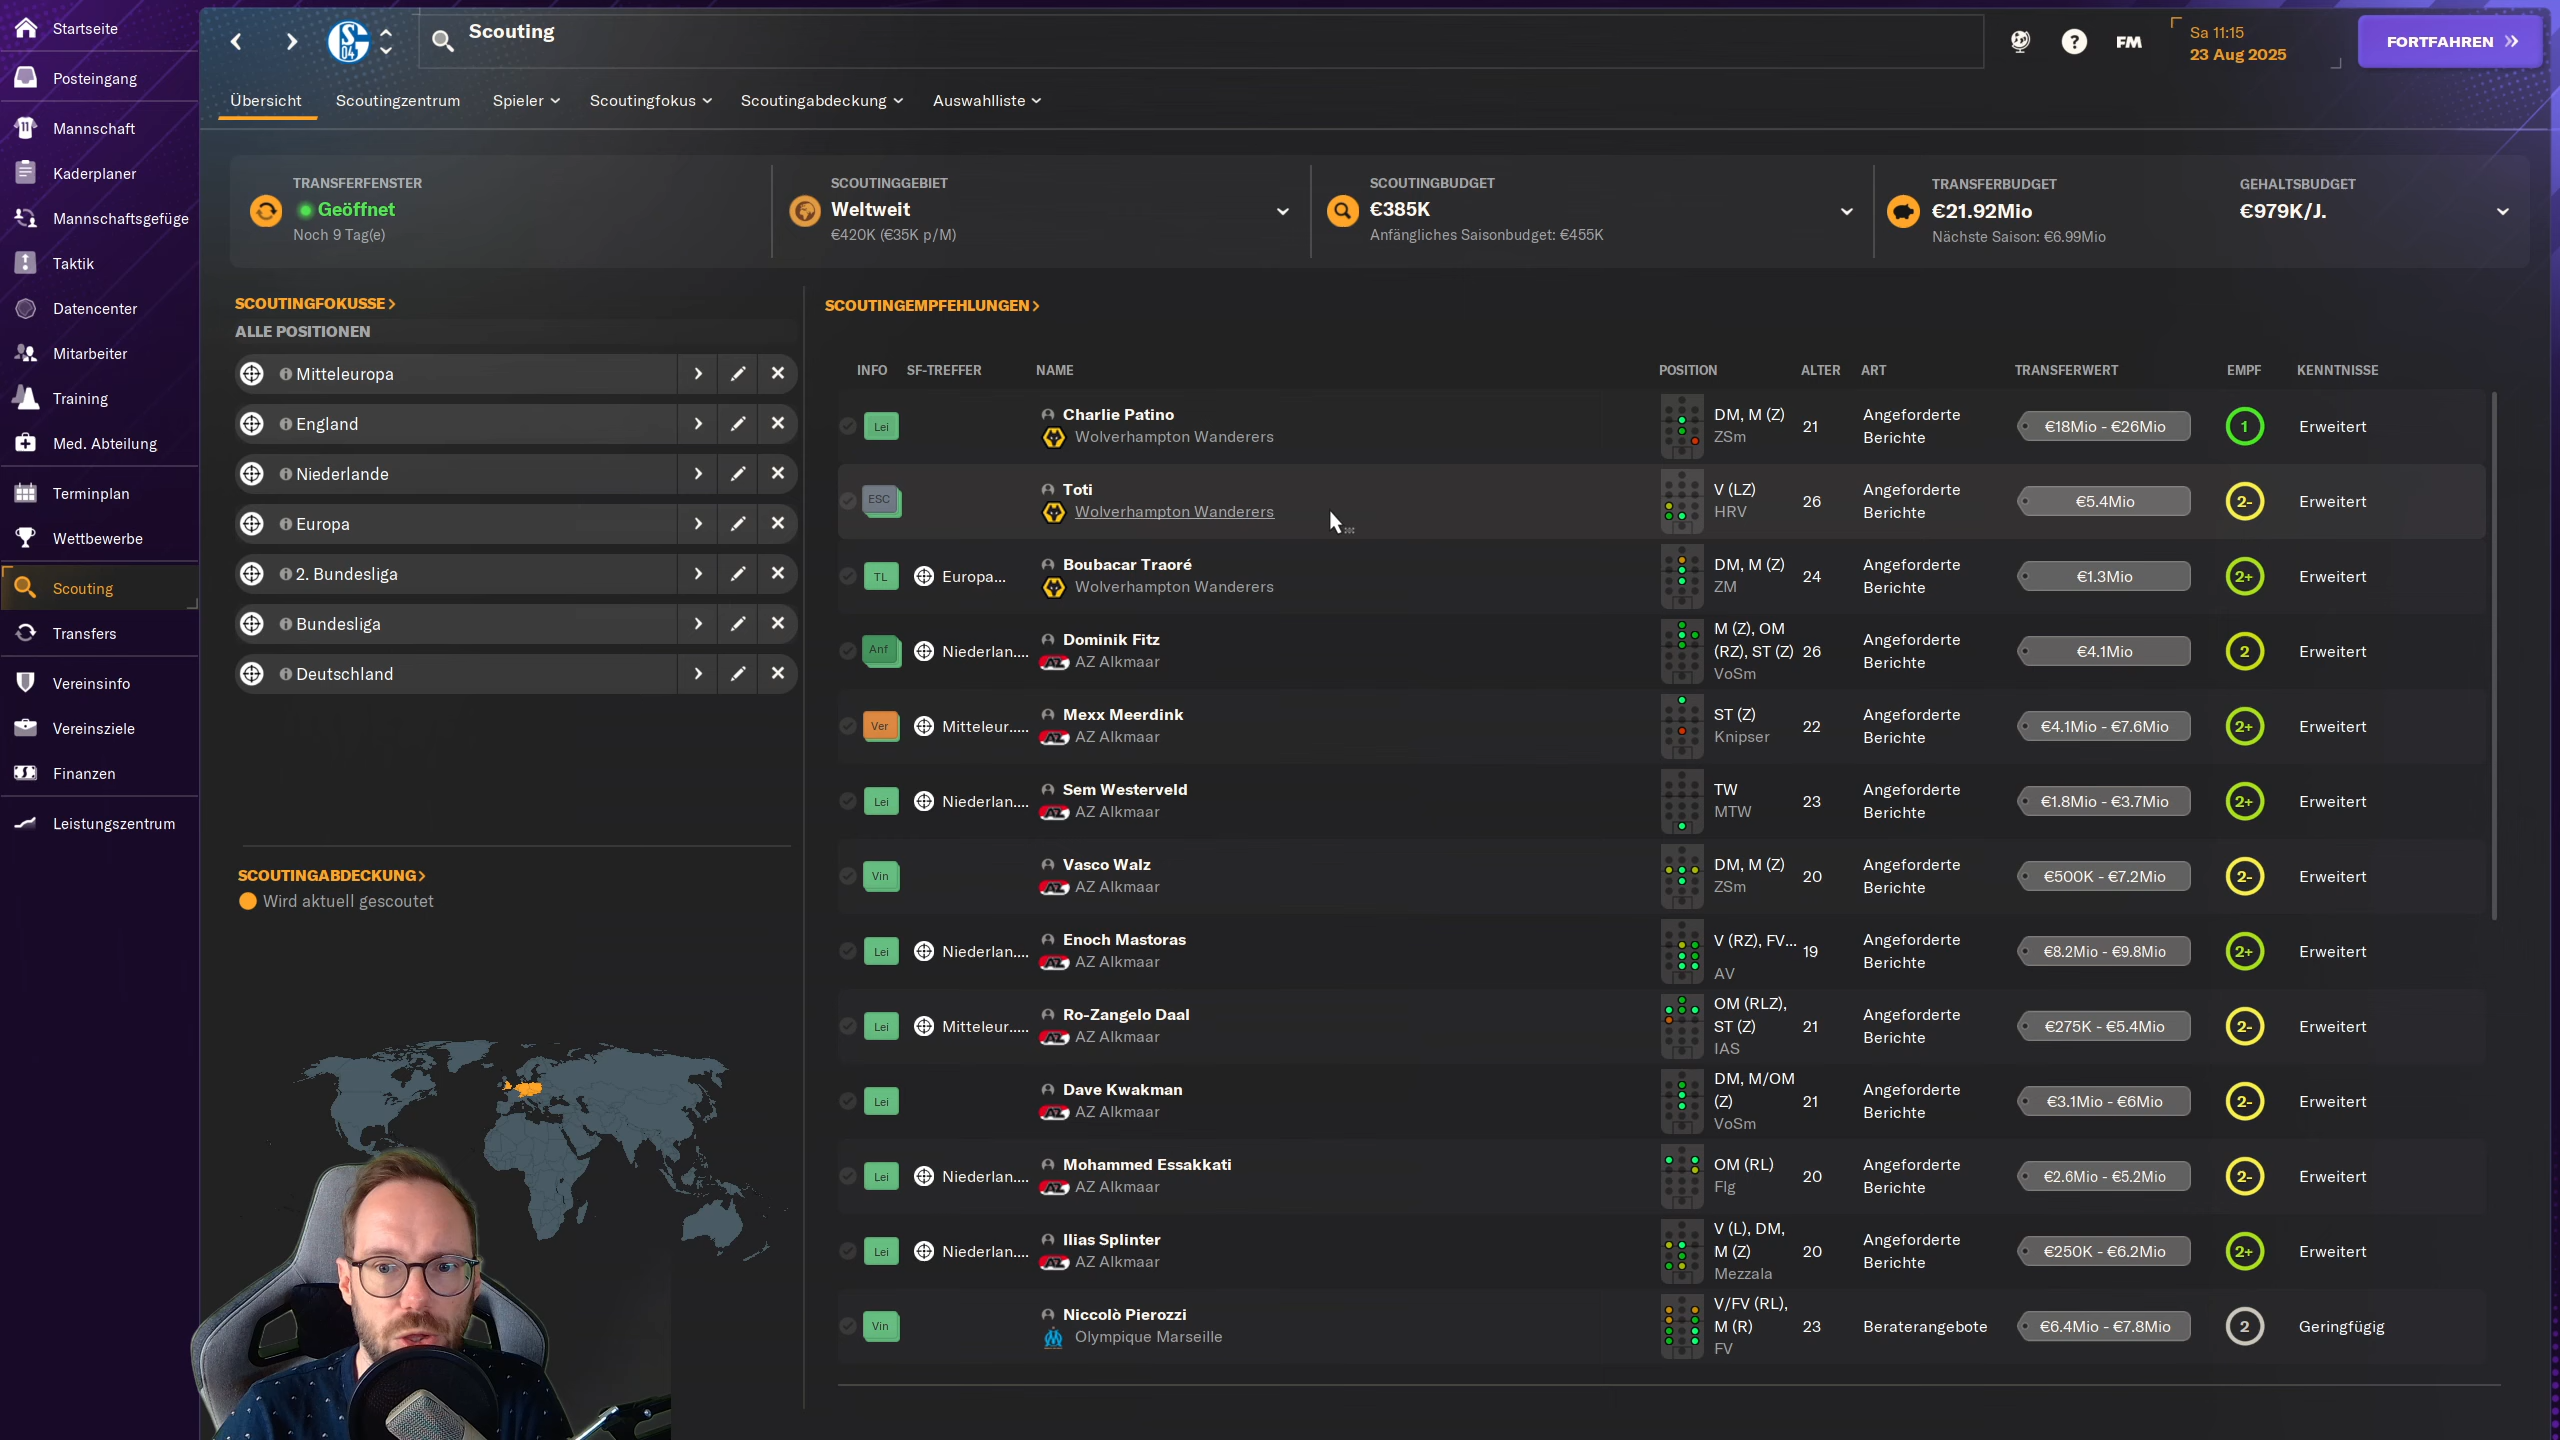 Startseite
Posteingang
Mannschaft
Kaderplaner
Mannschaftsgefüge
Taktik
Datencenter
Mitarbeiter
Training
Med. Abteilung
Terminplan
Wettbewerbe
Scouting
Transfers
Vereinsinfo
Vereinsziele
Finanzen
Leistungszentrum
Scouting
FM
Sa 11:15
23 Aug 2025
FORTFAHREN
Übersicht
Scoutingzentrum
Spieler
Scoutingfokus
Scoutingabdeckung
Auswahlliste
TRANSFERFENSTER
Geöffnet
Noch 9 Tag(e)
SCOUTINGGEBIET
Weltweit
€420K (€35K p/M)
SCOUTINGBUDGET
€385K
Anfängliches Saisonbudget: €455K
TRANSFERBUDGET
€21.92Mio
Nächste Saison: €6.99Mio
GEHALTSBUDGET
€979K/J.
SCOUTINGFOKUSSE
ALLE POSITIONEN
Mitteleuropa
England
Niederlande
Europa
2. Bundesliga
Bundesliga
Deutschland
SCOUTINGABDECKUNG
Wird aktuell gescoutet
SCOUTINGEMPFEHLUNGEN
INFO SF-TREFFER NAME POSITION ALTER ART TRANSFERWERT EMPF KENNTNISSE
Lei Charlie Patino Wolverhampton Wanderers DM, M (Z) ZSm 21 Angeforderte Berichte €18Mio - €26Mio 1 Erweitert
ESC Toti Wolverhampton Wanderers V (LZ) HRV 26 Angeforderte Berichte €5.4Mio 2- Erweitert
TL Europa... Boubacar Traoré Wolverhampton Wanderers DM, M (Z) ZM 24 Angeforderte Berichte €1.3Mio 2+ Erweitert
Anf Niederlan.... Dominik Fitz AZ Alkmaar M (Z), OM (RZ), ST (Z) VoSm 26 Angeforderte Berichte €4.1Mio 2 Erweitert
Ver Mitteleur..... Mexx Meerdink AZ Alkmaar ST (Z) Knipser 22 Angeforderte Berichte €4.1Mio - €7.6Mio 2+ Erweitert
Lei Niederlan.... Sem Westerveld AZ Alkmaar TW MTW 23 Angeforderte Berichte €1.8Mio - €3.7Mio 2+ Erweitert
Vin Vasco Walz AZ Alkmaar DM, M (Z) ZSm 20 Angeforderte Berichte €500K - €7.2Mio 2- Erweitert
Lei Niederlan.... Enoch Mastoras AZ Alkmaar V (RZ), FV... AV 19 Angeforderte Berichte €8.2Mio - €9.8Mio 2+ Erweitert
Lei Mitteleur..... Ro-Zangelo Daal AZ Alkmaar OM (RLZ), ST (Z) IAS 21 Angeforderte Berichte €275K - €5.4Mio 2- Erweitert
Lei Dave Kwakman AZ Alkmaar DM, M/OM (Z) VoSm 21 Angeforderte Berichte €3.1Mio - €6Mio 2- Erweitert
Lei Niederlan.... Mohammed Essakkati AZ Alkmaar OM (RL) Flg 20 Angeforderte Berichte €2.6Mio - €5.2Mio 2- Erweitert
Lei Niederlan.... Ilias Splinter AZ Alkmaar V (L), DM, M (Z) Mezzala 20 Angeforderte Berichte €250K - €6.2Mio 2+ Erweitert
Vin Niccolò Pierozzi Olympique Marseille V/FV (RL), M (R) FV 23 Beraterangebote €6.4Mio - €7.8Mio 2 Geringfügig